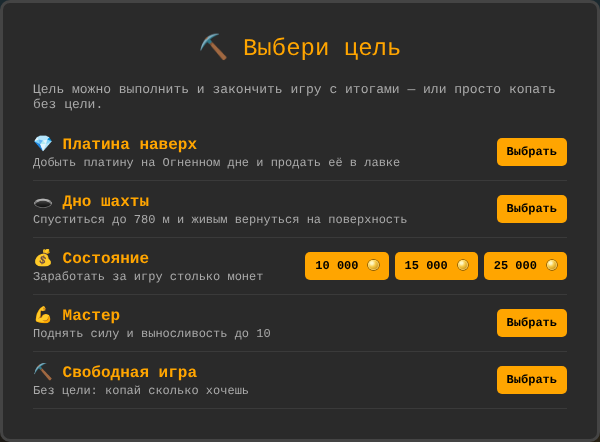 Выбери цель
Цель можно выполнить и закончить игру с итогами — или просто копать
без цели.
Платина наверх
Добыть платину на Огненном дне и продать её в лавке
Выбрать
Дно шахты
Спуститься до 780 м и живым вернуться на поверхность
Выбрать
Состояние
Заработать за игру столько монет
10 000 15 000 25 000
Мастер
Поднять силу и выносливость до 10
Выбрать
Свободная игра
Без цели: копай сколько хочешь
Выбрать